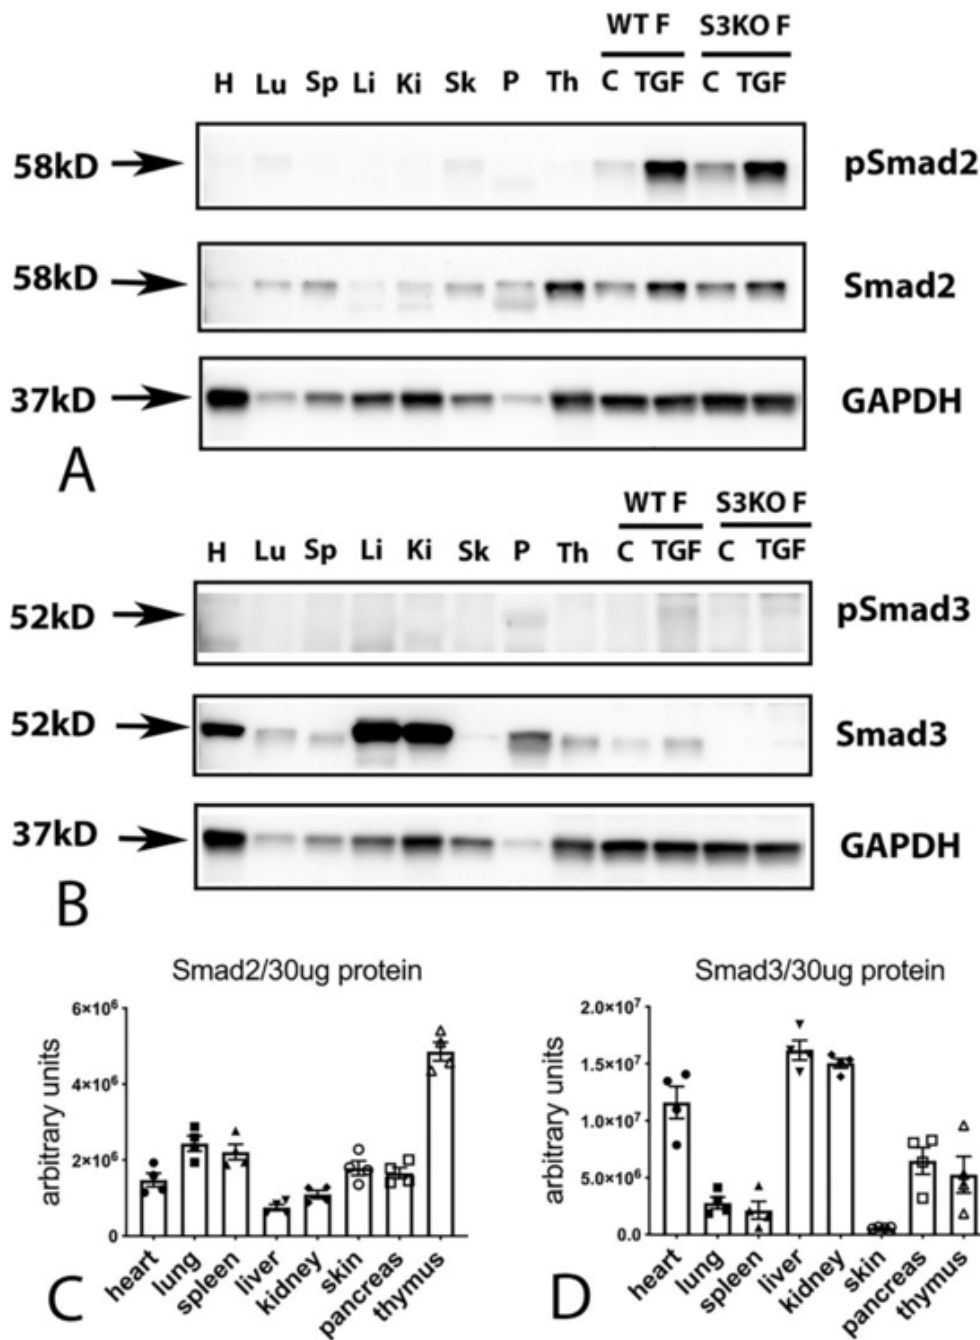 WT F S3KO F
H Lu Sp Li Ki Sk P Th C TGF C TGF
58kD pSmad2
58kD Smad2
37kD GAPDH
A
WT F S3KO F
H Lu Sp Li Ki Sk P Th C TGF C TGF
52kD pSmad3
52kD Smad3
37kD GAPDH
B
Smad2/30ug protein
6×10⁶
4×10⁶
2×10⁶
0
arbitrary units
heart lung spleen liver kidney skin pancreas thymus
C
Smad3/30ug protein
2.0×10⁷
1.5×10⁷
1.0×10⁷
5.0×10⁶
0.0
arbitrary units
heart lung spleen liver kidney skin pancreas thymus
D